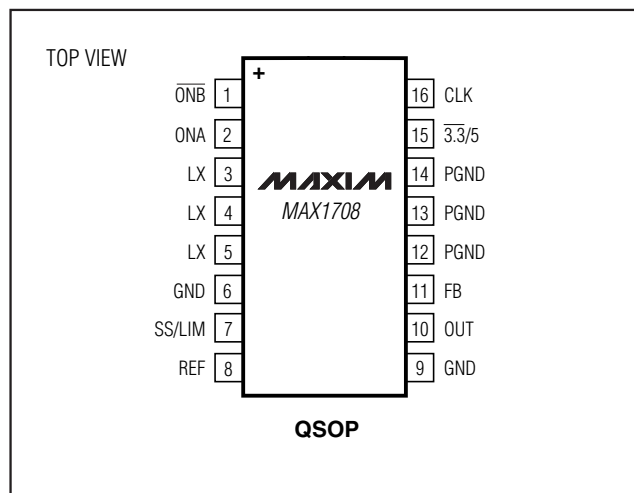 TOP VIEW
+
O̅N̅B̅ 1
ONA 2
LX 3
LX 4
LX 5
GND 6
SS/LIM 7
REF 8
MAXIM
MAX1708
16 CLK
15 3̅.3̅/5
14 PGND
13 PGND
12 PGND
11 FB
10 OUT
9 GND
QSOP